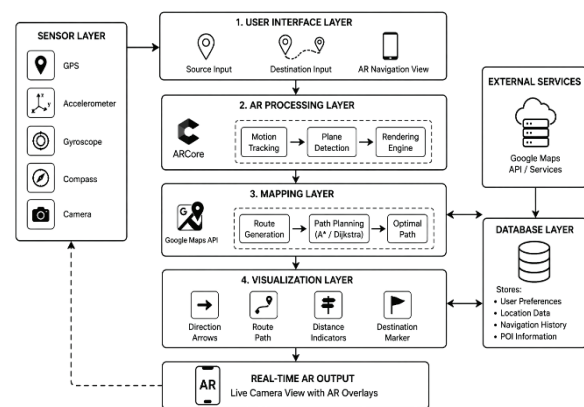 SENSOR LAYER
GPS
Accelerometer
Gyroscope
Compass
Camera
1. USER INTERFACE LAYER
Source Input
Destination Input
AR Navigation View
2. AR PROCESSING LAYER
ARCore
Motion
Tracking
Plane
Detection
Rendering
Engine
3. MAPPING LAYER
G
Google Maps API
Route
Generation
Path Planning
(A* / Dijkstra)
Optimal
Path
4. VISUALIZATION LAYER
Direction
Arrows
Route
Path
Distance
Indicators
Destination
Marker
AR
REAL-TIME AR OUTPUT
Live Camera View with AR Overlays
EXTERNAL SERVICES
Google Maps
API / Services
DATABASE LAYER
Stores:
• User Preferences
• Location Data
• Navigation History
• POI Information